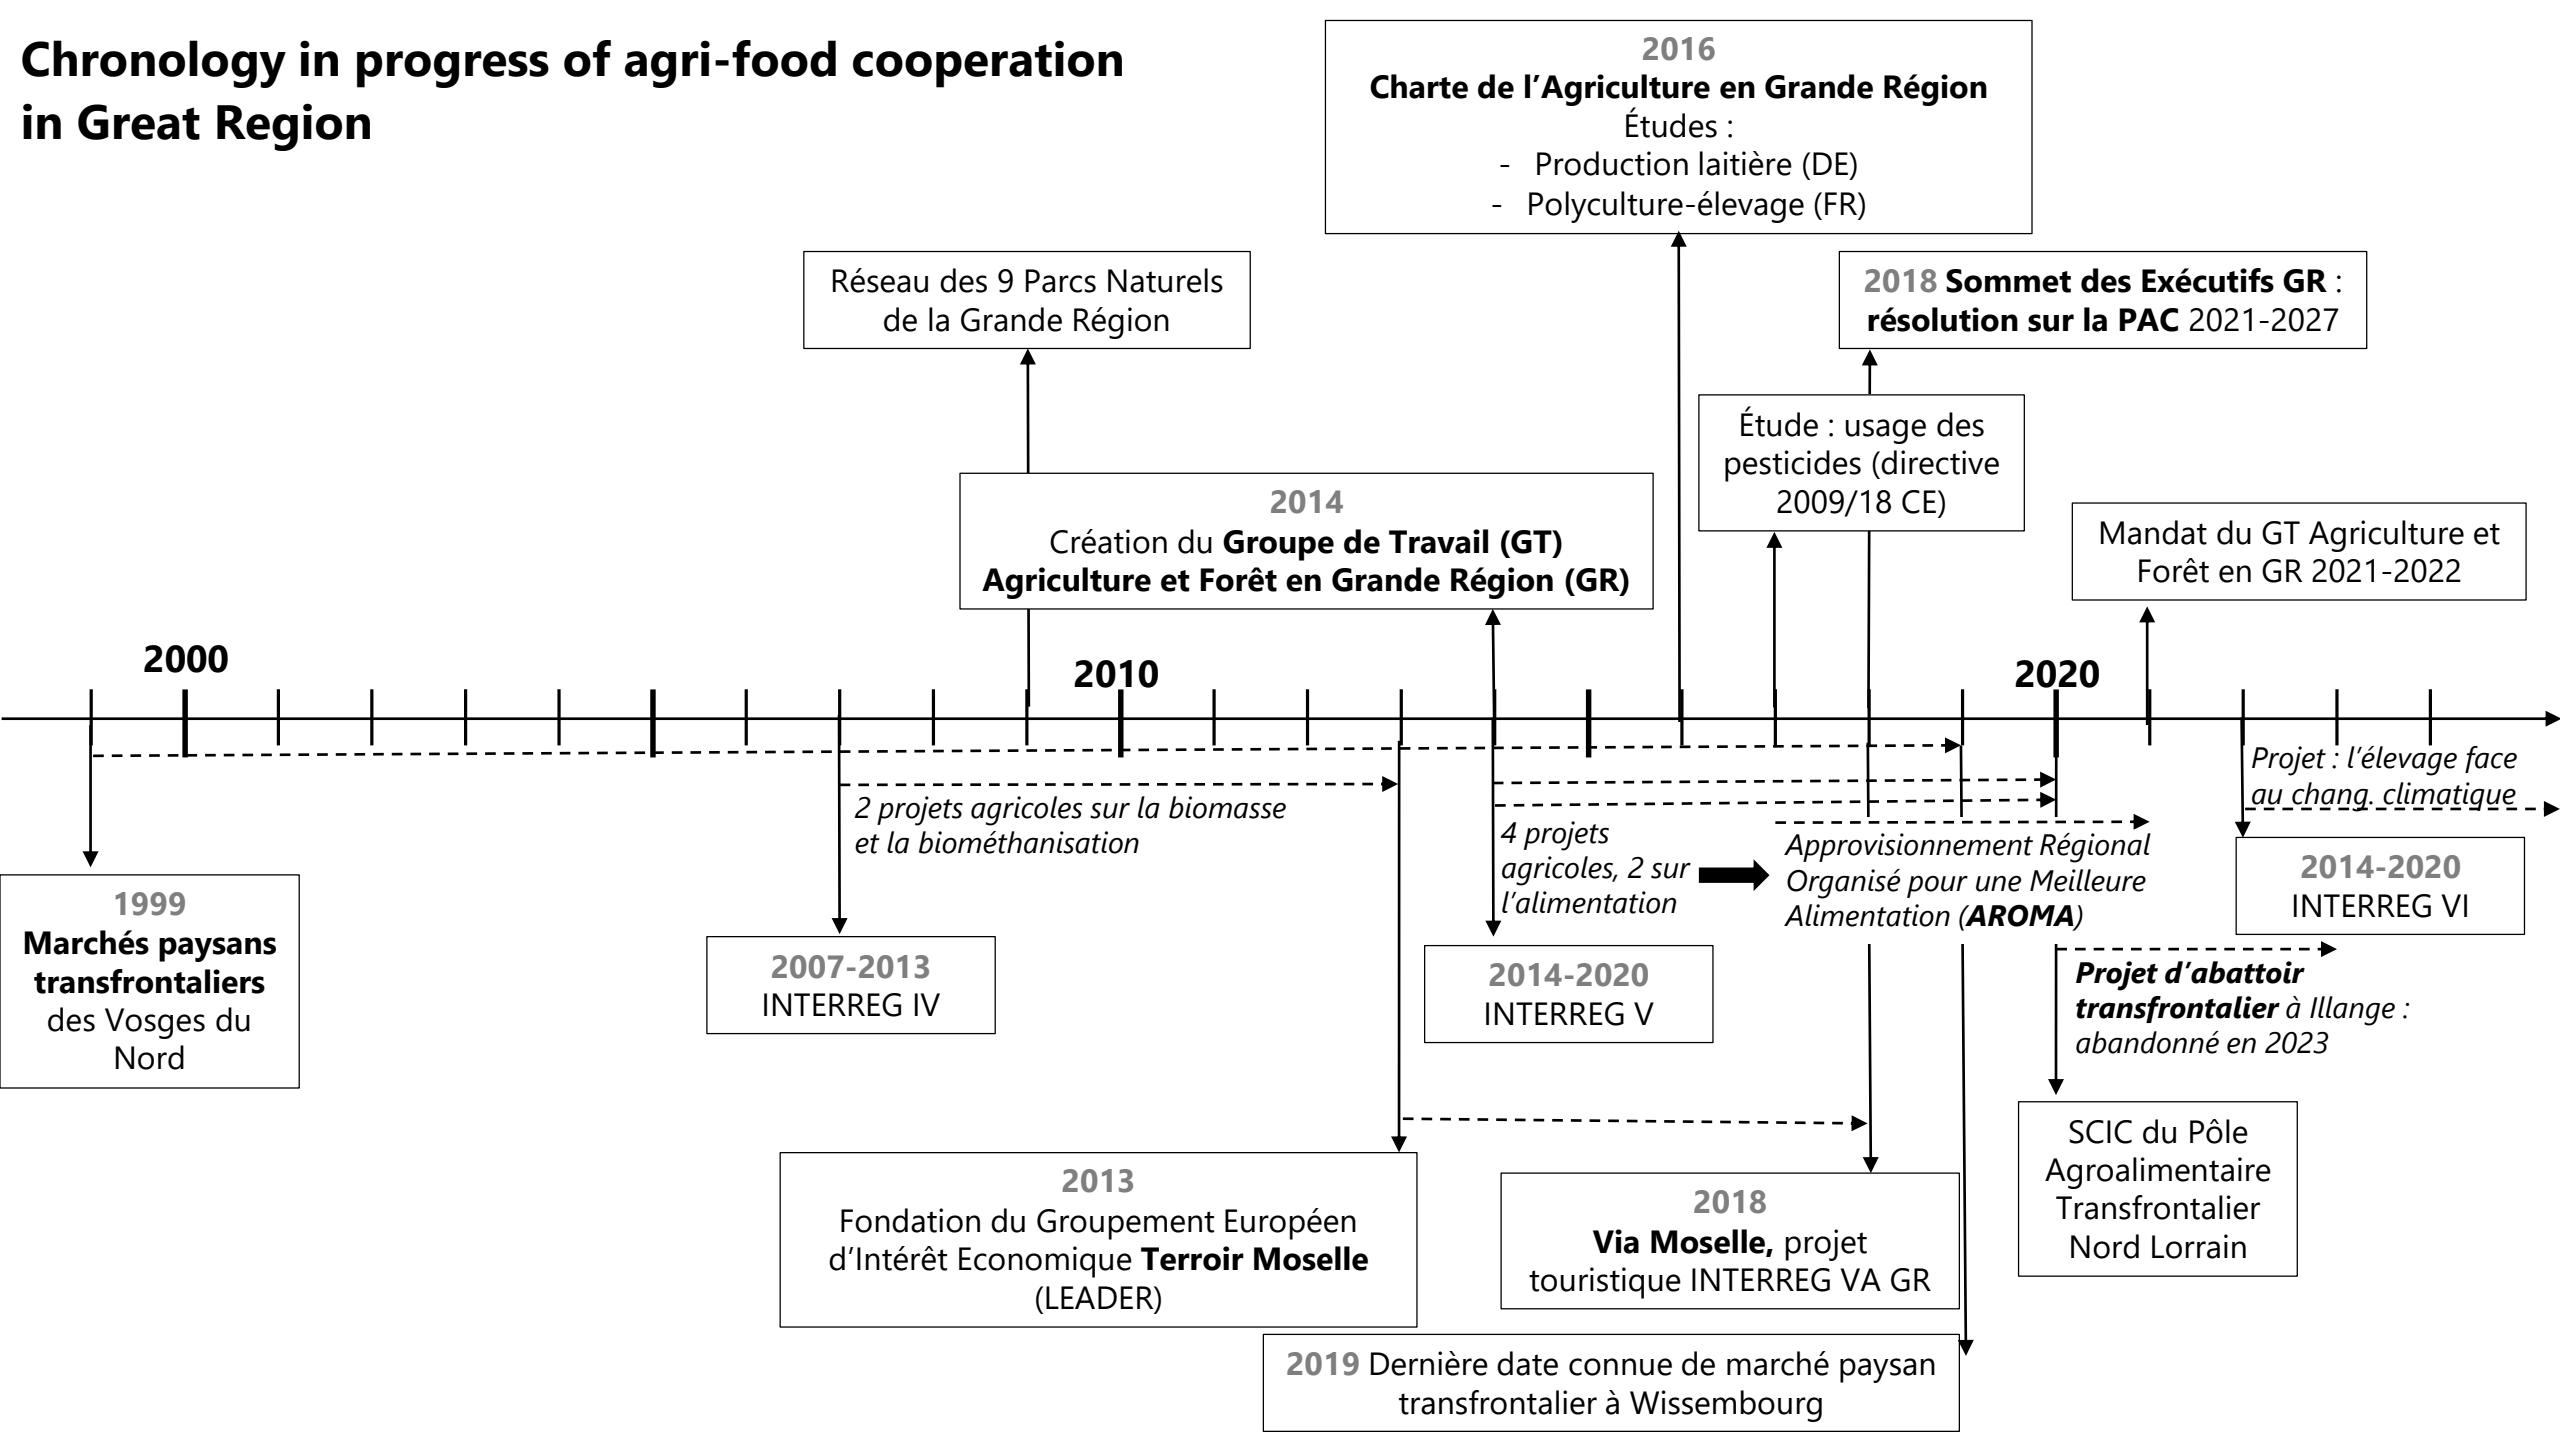 Chronology in progress of agri-food cooperation
in Great Region
2016
Charte de l’Agriculture en Grande Région
Études :
- Production laitière (DE)
- Polyculture-élevage (FR)
Réseau des 9 Parcs Naturels
de la Grande Région
2018 Sommet des Exécutifs GR :
résolution sur la PAC 2021-2027
Étude : usage des
pesticides (directive
2009/18 CE)
2014
Création du Groupe de Travail (GT)
Agriculture et Forêt en Grande Région (GR)
Mandat du GT Agriculture et
Forêt en GR 2021-2022
2000
2010
2020
Projet : l’élevage face
au chang. climatique
2 projets agricoles sur la biomasse
et la biométhanisation
4 projets
agricoles, 2 sur
l’alimentation
Approvisionnement Régional
Organisé pour une Meilleure
Alimentation (AROMA)
2014-2020
INTERREG VI
1999
Marchés paysans
transfrontaliers
des Vosges du
Nord
2007-2013
INTERREG IV
2014-2020
INTERREG V
Projet d’abattoir
transfrontalier à Illange :
abandonné en 2023
SCIC du Pôle
Agroalimentaire
Transfrontalier
Nord Lorrain
2013
Fondation du Groupement Européen
d’Intérêt Economique Terroir Moselle
(LEADER)
2018
Via Moselle, projet
touristique INTERREG VA GR
2019 Dernière date connue de marché paysan
transfrontalier à Wissembourg